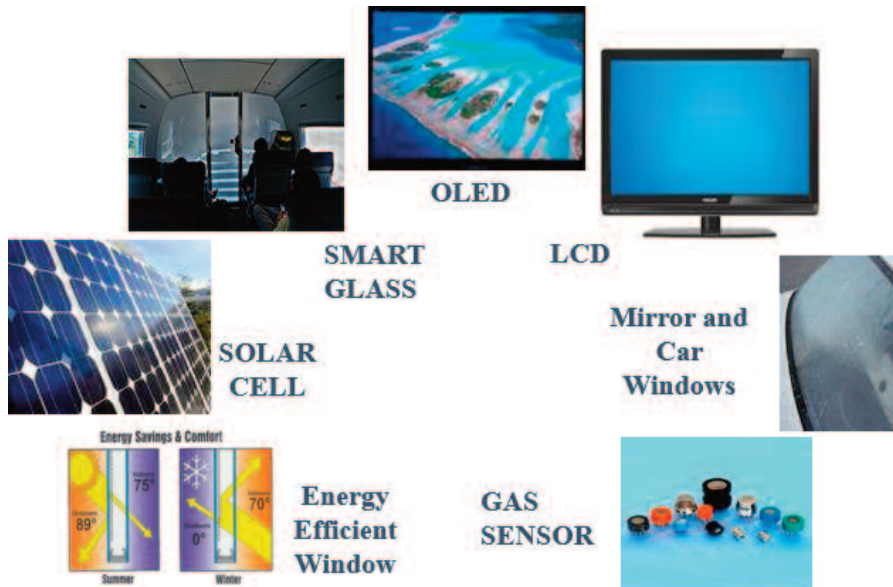 OLED
SMART
GLASS
LCD
Mirror and
Car
Windows
SOLAR
CELL
Energy Savings & Comfort
75°
89°
Summer
70°
0°
Winter
Energy
Efficient
Window
GAS
SENSOR